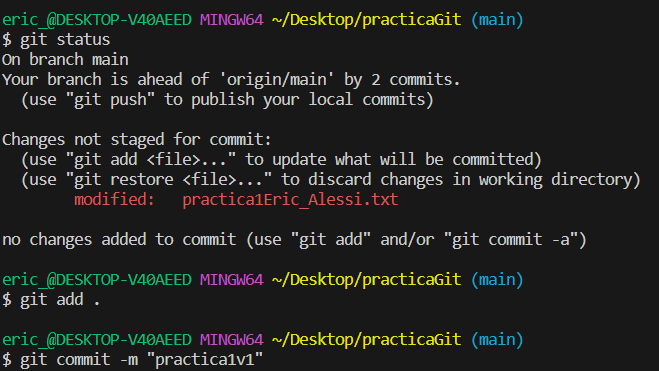 eric_@DESKTOP-V40AEED MINGW64 ~/Desktop/practicaGit (main)
$ git status
On branch main
Your branch is ahead of 'origin/main' by 2 commits.
  (use "git push" to publish your local commits)

Changes not staged for commit:
  (use "git add <file>..." to update what will be committed)
  (use "git restore <file>..." to discard changes in working directory)
        modified:   practica1Eric_Alessi.txt

no changes added to commit (use "git add" and/or "git commit -a")

eric_@DESKTOP-V40AEED MINGW64 ~/Desktop/practicaGit (main)
$ git add .

eric_@DESKTOP-V40AEED MINGW64 ~/Desktop/practicaGit (main)
$ git commit -m "practica1v1"